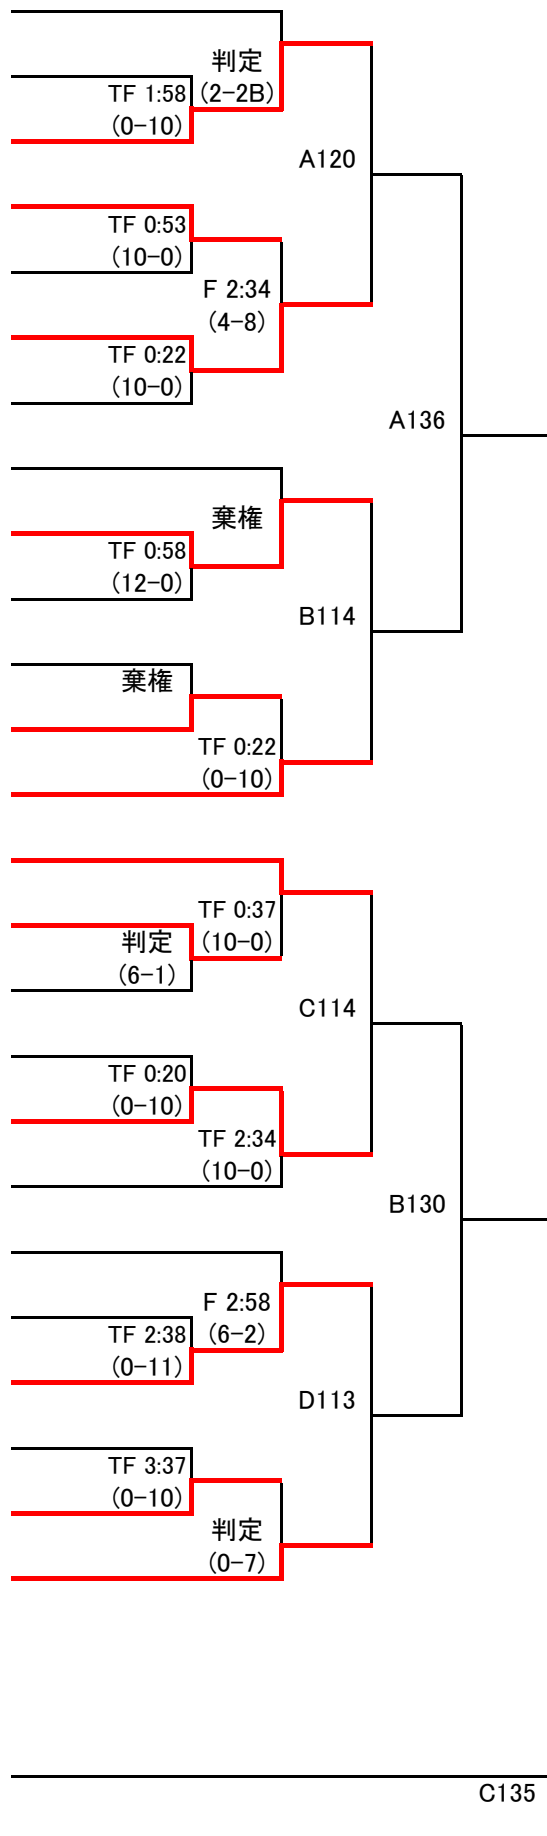 判定
TF 1:58
(2-2B)
(0-10)
A120
TF 0:53
(10-0)
F 2:34
(4-8)
TF 0:22
(10-0)
A136
棄権
TF 0:58
(12-0)
B114
棄権
TF 0:22
(0-10)
TF 0:37
判定
(10-0)
(6-1)
C114
TF 0:20
(0-10)
TF 2:34
(10-0)
B130
F 2:58
TF 2:38
(6-2)
(0-11)
D113
TF 3:37
(0-10)
判定
(0-7)
C135